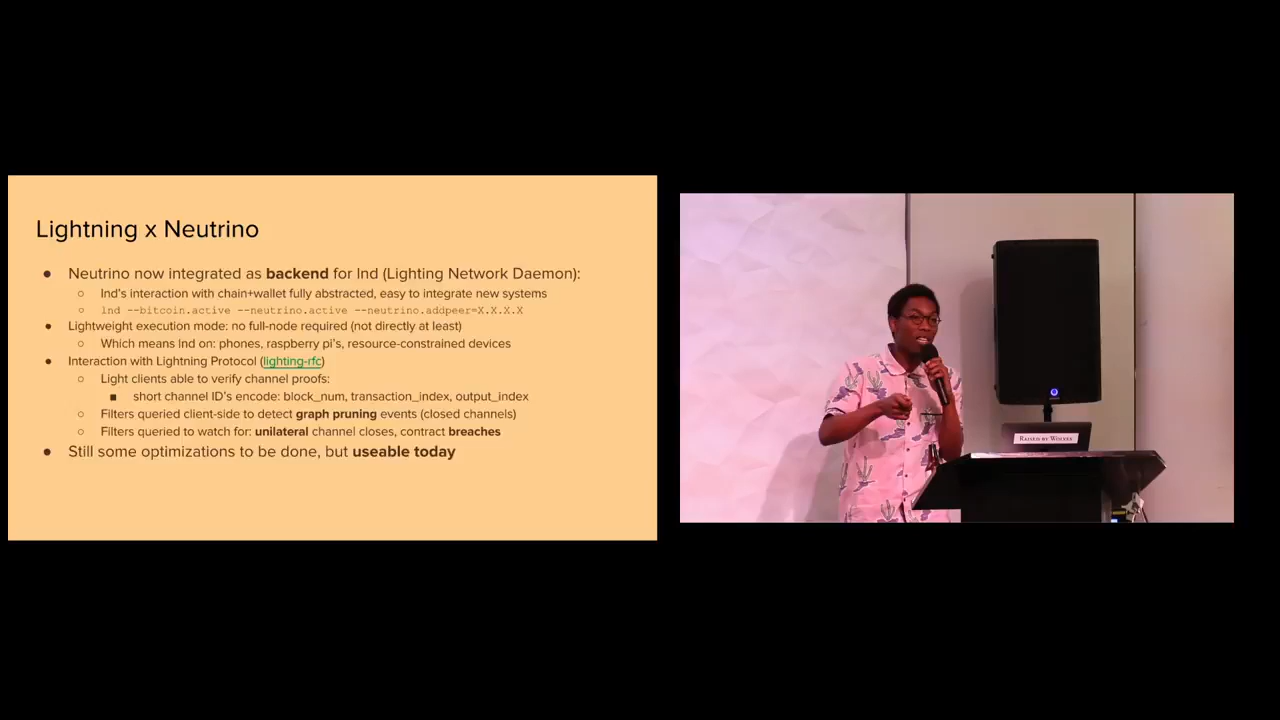 Lightning x Neutrino
● Neutrino now integrated as backend for lnd (Lighting Network Daemon):
○ lnd's interaction with chain+wallet fully abstracted, easy to integrate new systems
○ lnd --bitcoin.active --neutrino.active --neutrino.addpeer=X.X.X.X
● Lightweight execution mode: no full-node required (not directly at least)
○ Which means lnd on: phones, raspberry pi's, resource-constrained devices
● Interaction with Lightning Protocol (lighting-rfc)
○ Light clients able to verify channel proofs:
■ short channel ID's encode: block_num, transaction_index, output_index
○ Filters queried client-side to detect graph pruning events (closed channels)
○ Filters queried to watch for: unilateral channel closes, contract breaches
● Still some optimizations to be done, but useable today
RAISED BY WOLVES